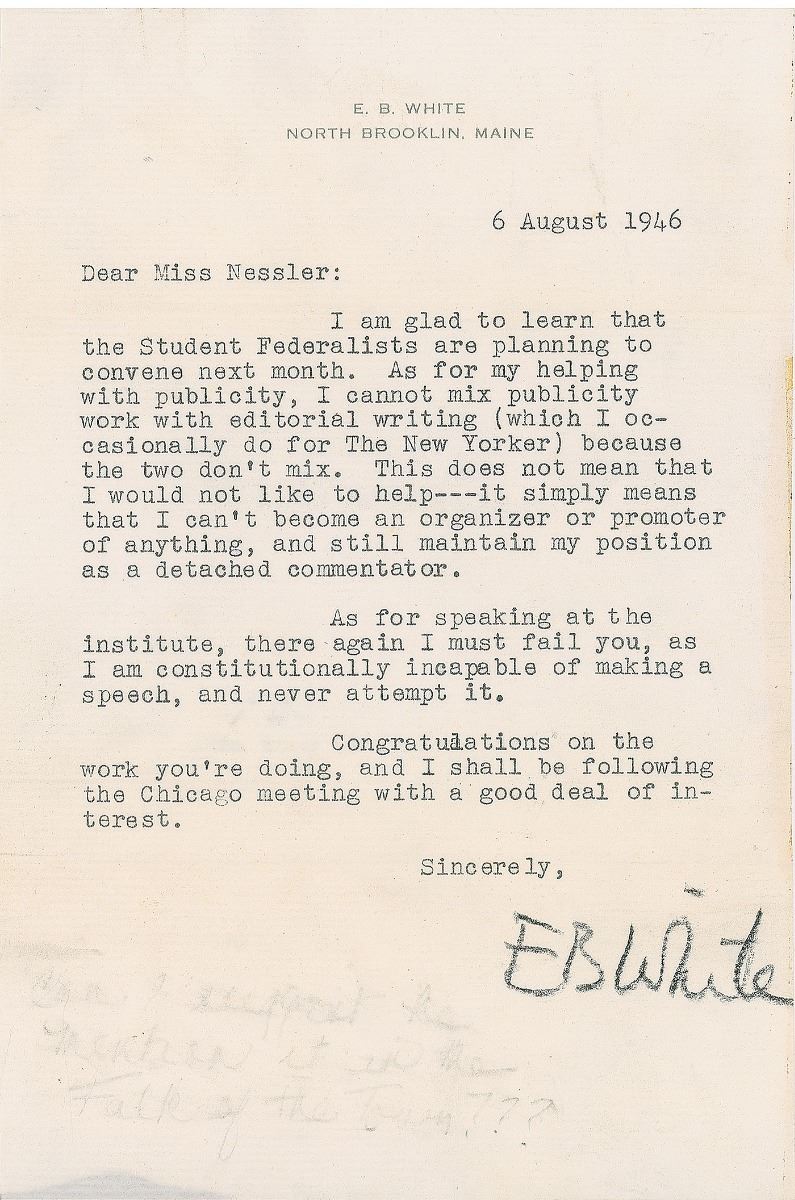 E. B. WHITE
NORTH BROOKLIN, MAINE
6 August 1946
Dear Miss Nessler:
I am glad to learn that
the Student Federalists are planning to
convene next month. As for my helping
with publicity, I cannot mix publicity
work with editorial writing (which I oc-
casionally do for The New Yorker) because
the two don't mix. This does not mean that
I would not like to help---it simply means
that I can't become an organizer or promoter
of anything, and still maintain my position
as a detached commentator.
As for speaking at the
institute, there again I must fail you, as
I am constitutionally incapable of making a
speech, and never attempt it.
Congratulations on the
work you're doing, and I shall be following
the Chicago meeting with a good deal of in-
terest.
Sincerely,
EBWhite
I suggest he
mention it in the
Talk of the Town???